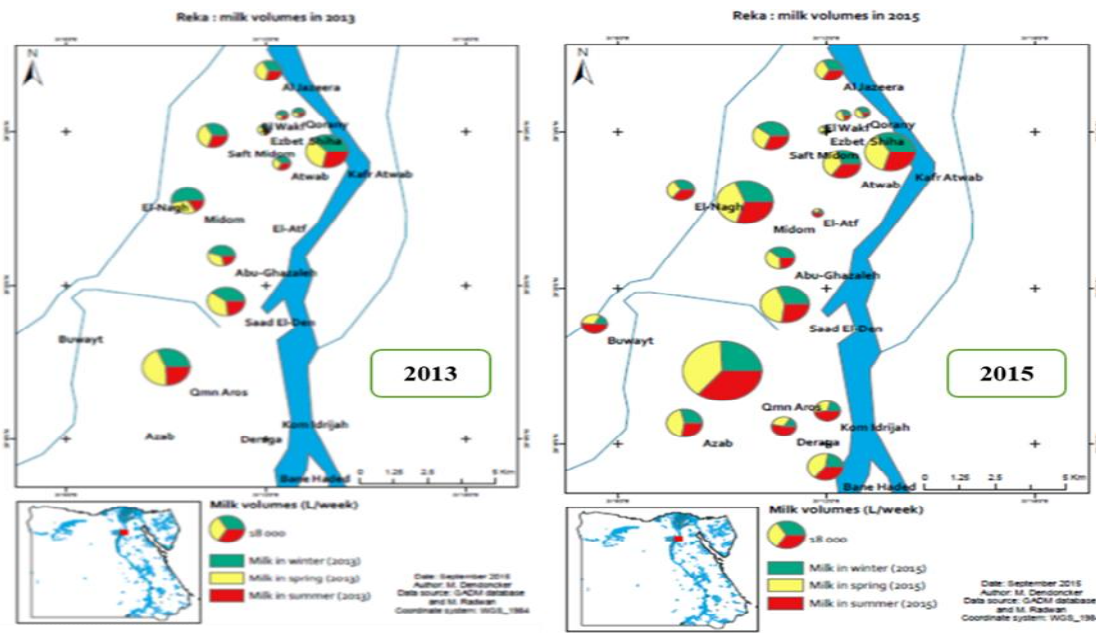 Reka : milk volumes in 2013
N
Al Jazeera
El Wakf
Qorany
Ezbet Shiha
Saft Midom
Atwab
Kafr Atwab
El-Nagh
Midom
El-Atf
Abu-Ghazaleh
Saad El-Den
Buwayt
2013
Qmn Aros
Azab
Deraga
Kom Idrijah
Bane Haded
0 1.25 2.5 5 Km
Milk volumes (L/week)
18 000
Milk in winter (2013)
Milk in spring (2013)
Milk in summer (2013)
Date: September 2015
Author: M. Dendoncker
Data source: GADM database
and M. Radwan
Coordinate system: WGS_1984
Reka : milk volumes in 2015
N
Al Jazeera
El Wakf
Qorany
Ezbet Shiha
Saft Midom
Atwab
Kafr Atwab
El-Nagh
Midom
El-Atf
Abu-Ghazaleh
Saad El-Den
Buwayt
2015
Qmn Aros
Azab
Deraga
Kom Idrijah
Bane Haded
0 1.25 2.5 5 Km
Milk volumes (L/week)
18 000
Milk in winter (2015)
Milk in spring (2015)
Milk in summer (2015)
Date: September 2015
Author: M. Dendoncker
Data source: GADM database
and M. Radwan
Coordinate system: WGS_1984